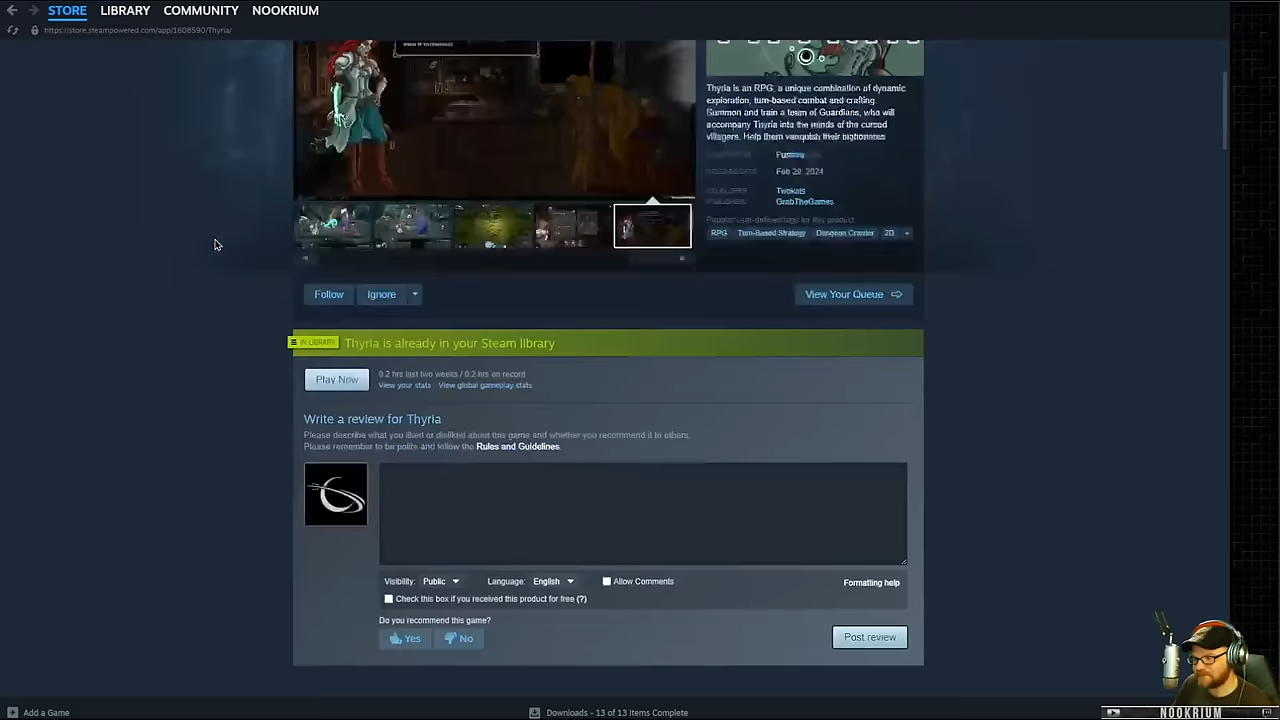 STORE LIBRARY COMMUNITY NOOKRIUM
https://store.steampowered.com/app/1608590/Thyria/
Thyria is an RPG, a unique combination of dynamic
exploration, turn-based combat and crafting.
Summon and train a team of Guardians, who will
accompany Thyria into the minds of the cursed
villagers. Help them vanquish their nightmares
Feb 29, 2024
Twokats
GrabTheGames
Popular user-defined tags for this product:
RPG Turn-Based Strategy Dungeon Crawler 2D
Follow Ignore View Your Queue
IN LIBRARY Thyria is already in your Steam library
Play Now
0.2 hrs last two weeks / 0.2 hrs on record
View your stats View global gameplay stats
Write a review for Thyria
Please describe what you liked or disliked about this game and whether you recommend it to others.
Please remember to be polite and follow the Rules and Guidelines.
Visibility: Public Language: English Allow Comments Formatting help
Check this box if you received this product for free (?)
Do you recommend this game?
Yes No Post review
Add a Game Downloads - 13 of 13 Items Complete
NOOKRIUM